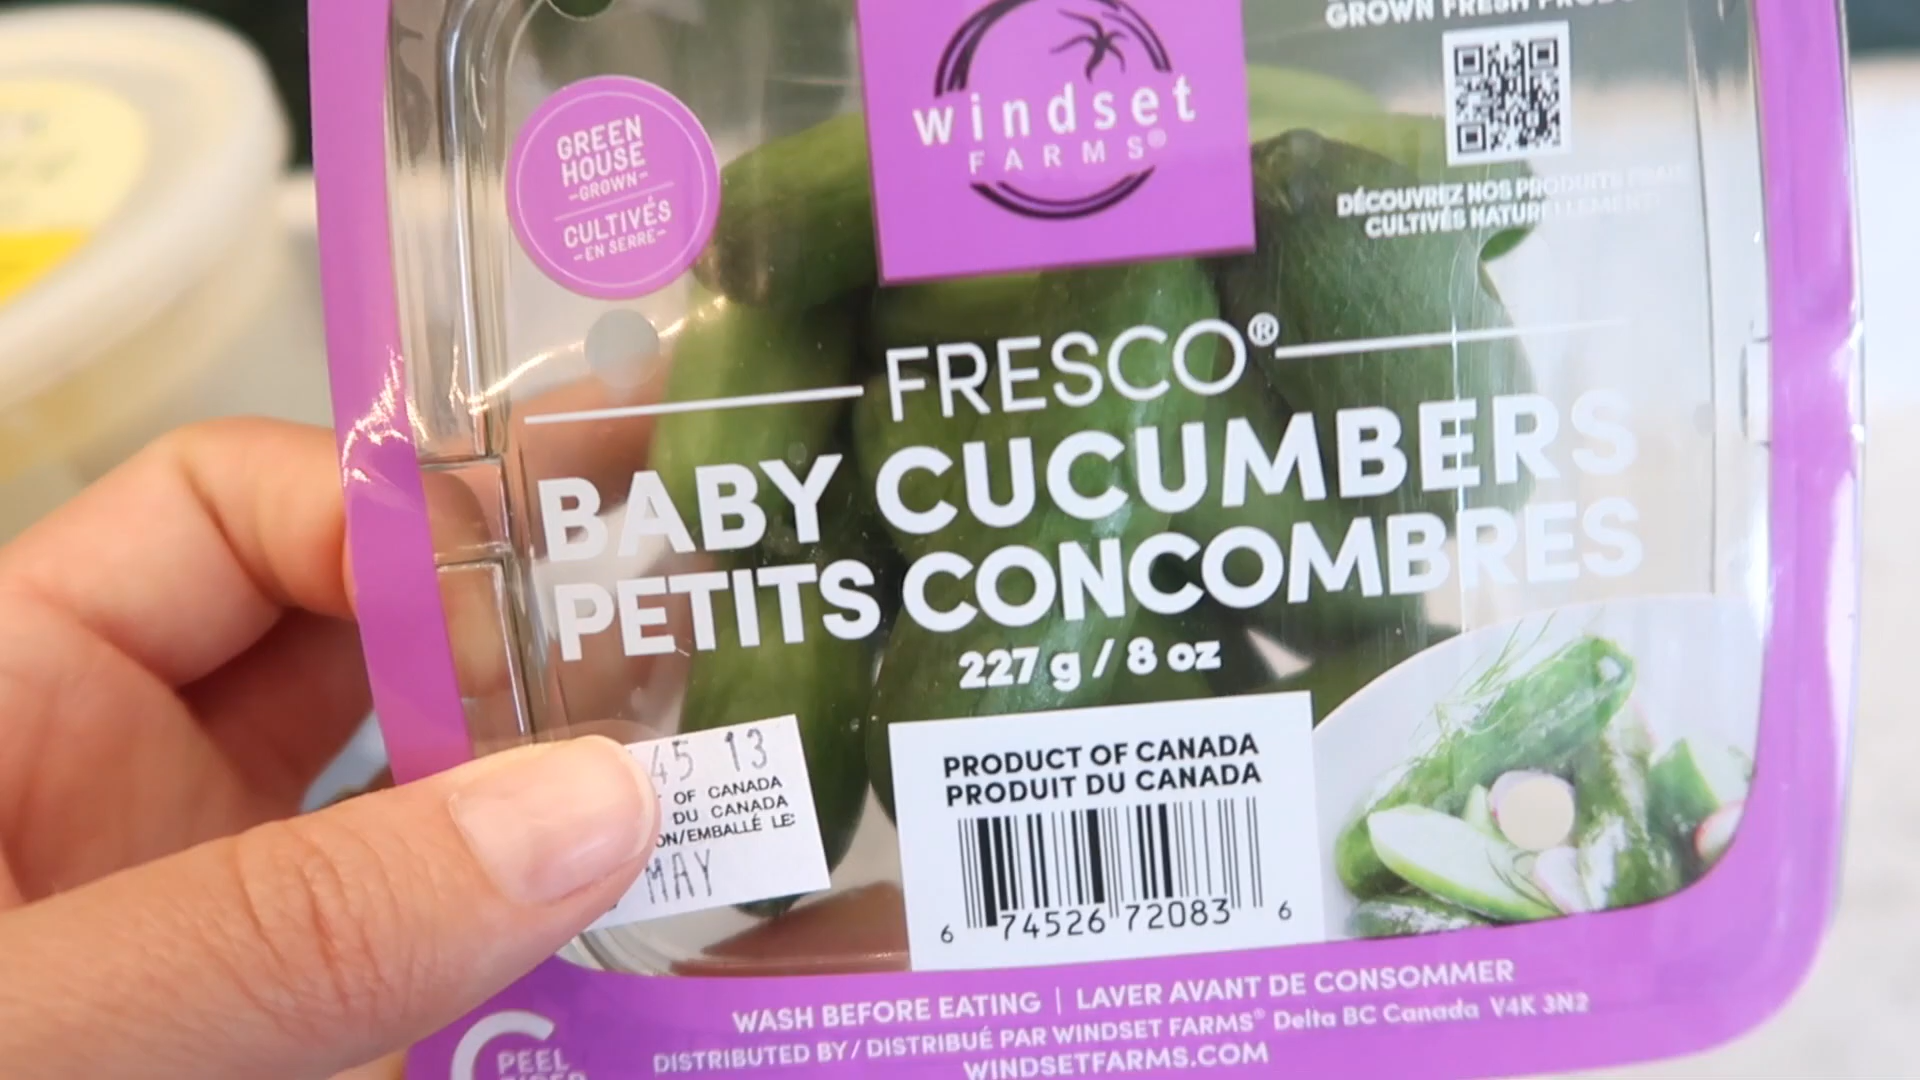 GROWN FRESH
windset
FARMS®
GREEN
HOUSE
-GROWN-
CULTIVÉS
-EN SERRE-
DÉCOUVREZ NOS PRODUITS FRAIS
CULTIVÉS NATURELLEMENT!
FRESCO®
BABY CUCUMBERS
PETITS CONCOMBRES
227 g / 8 oz
45 13
OF CANADA
DU CANADA
ON/EMBALLÉ LE:
MAY
PRODUCT OF CANADA
PRODUIT DU CANADA
6 74526 72083 6
WASH BEFORE EATING | LAVER AVANT DE CONSOMMER
DISTRIBUTED BY / DISTRIBUÉ PAR WINDSET FARMS® Delta BC Canada V4K 3N2
WINDSETFARMS.COM
PEEL